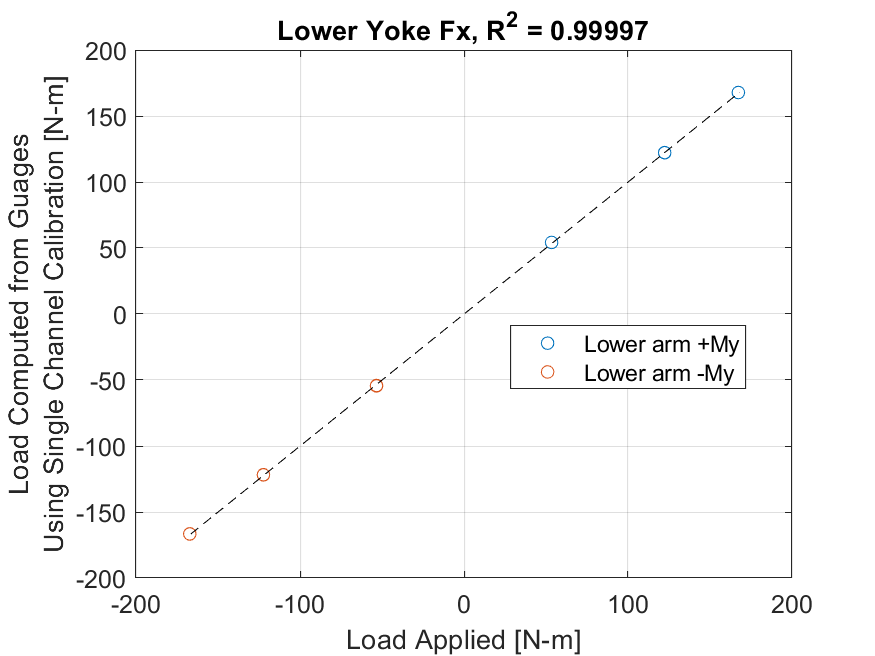 Lower Yoke Fx, R2 = 0.99997
Load Computed from Guages
Using Single Channel Calibration [N-m]
200
150
100
50
0
-50
-100
-150
-200
Lower arm +My
Lower arm -My
-200 -100 0 100 200
Load Applied [N-m]